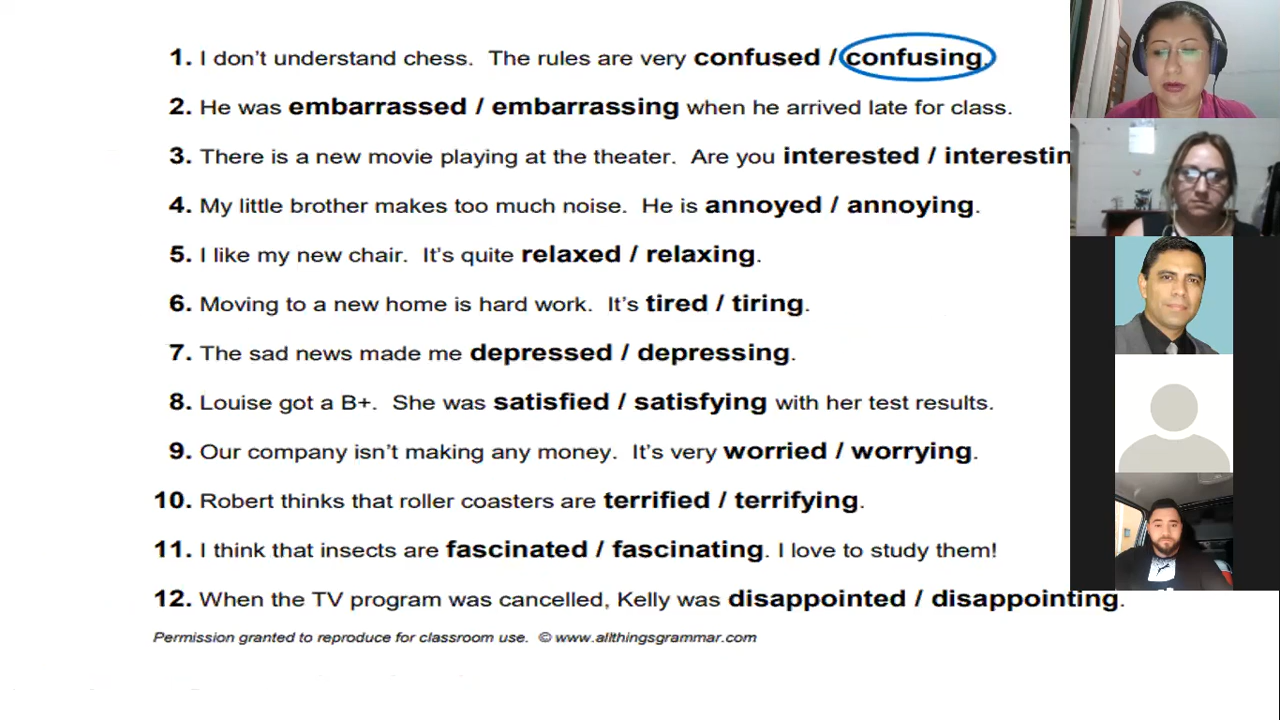 1. I don't understand chess. The rules are very confused / confusing.
2. He was embarrassed / embarrassing when he arrived late for class.
3. There is a new movie playing at the theater. Are you interested / interestin
4. My little brother makes too much noise. He is annoyed / annoying.
5. I like my new chair. It's quite relaxed / relaxing.
6. Moving to a new home is hard work. It's tired / tiring.
7. The sad news made me depressed / depressing.
8. Louise got a B+. She was satisfied / satisfying with her test results.
9. Our company isn't making any money. It's very worried / worrying.
10. Robert thinks that roller coasters are terrified / terrifying.
11. I think that insects are fascinated / fascinating. I love to study them!
12. When the TV program was cancelled, Kelly was disappointed / disappointing.
Permission granted to reproduce for classroom use. © www.allthingsgrammar.com